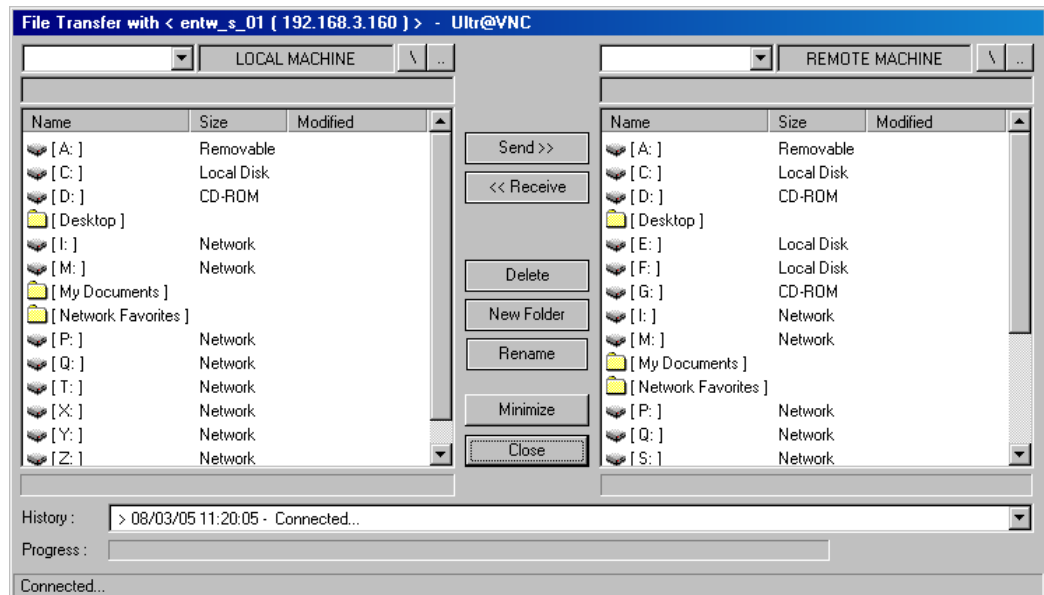 File Transfer with < entw_s_01 ( 192.168.3.160 ) > - Ultr@VNC
LOCAL MACHINE \ ..
Name Size Modified
[ A: ] Removable
[ C: ] Local Disk
[ D: ] CD-ROM
[ Desktop ]
[ I: ] Network
[ M: ] Network
[ My Documents ]
[ Network Favorites ]
[ P: ] Network
[ Q: ] Network
[ T: ] Network
[ X: ] Network
[ Y: ] Network
[ Z: ] Network
Send >>
<< Receive
Delete
New Folder
Rename
Minimize
Close
REMOTE MACHINE \ ..
Name Size Modified
[ A: ] Removable
[ C: ] Local Disk
[ D: ] CD-ROM
[ Desktop ]
[ E: ] Local Disk
[ F: ] Local Disk
[ G: ] CD-ROM
[ I: ] Network
[ M: ] Network
[ My Documents ]
[ Network Favorites ]
[ P: ] Network
[ Q: ] Network
[ S: ] Network
History : > 08/03/05 11:20:05 - Connected...
Progress :
Connected...